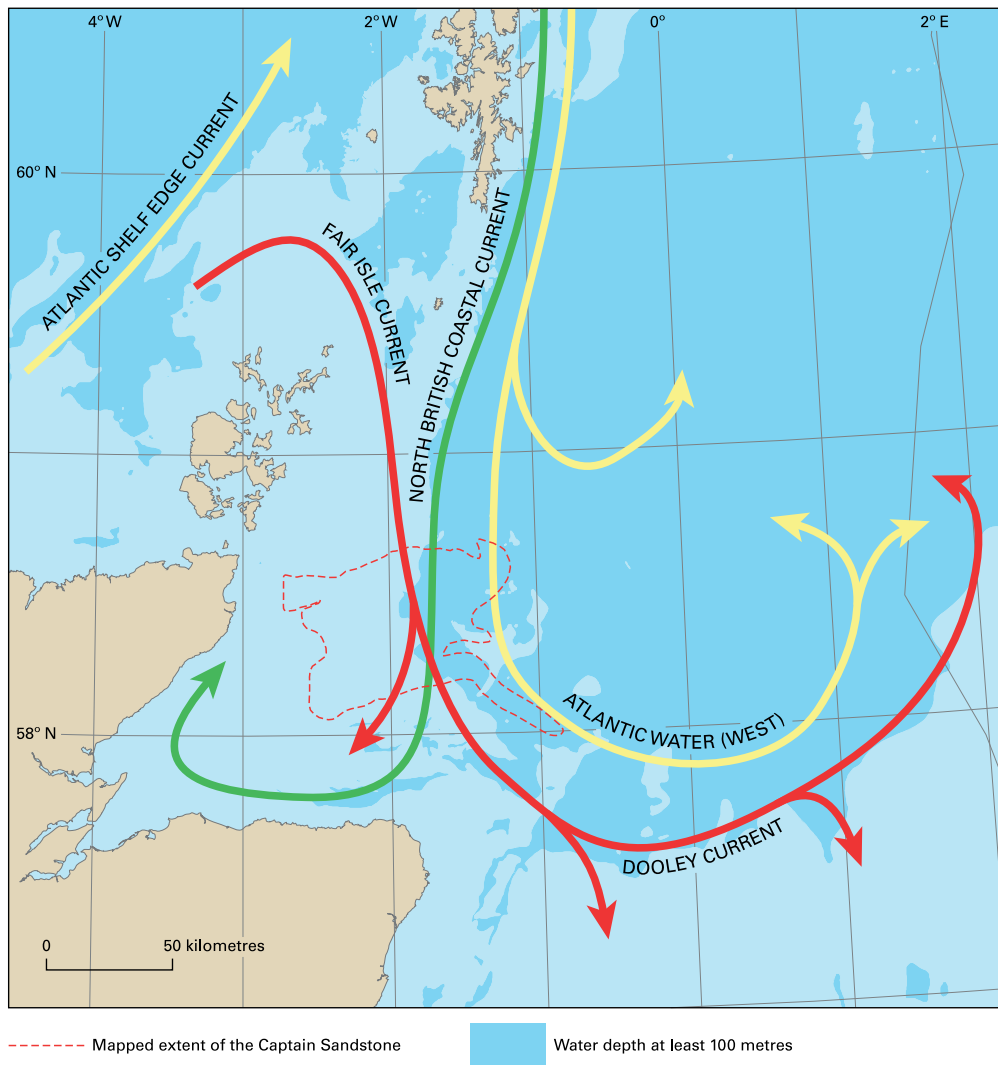 4° W
2° W
0°
2° E
60° N
ATLANTIC SHELF EDGE CURRENT
FAIR ISLE CURRENT
NORTH BRITISH COASTAL CURRENT
58° N
ATLANTIC WATER (WEST)
DOOLEY CURRENT
0
50 kilometres
Mapped extent of the Captain Sandstone
Water depth at least 100 metres